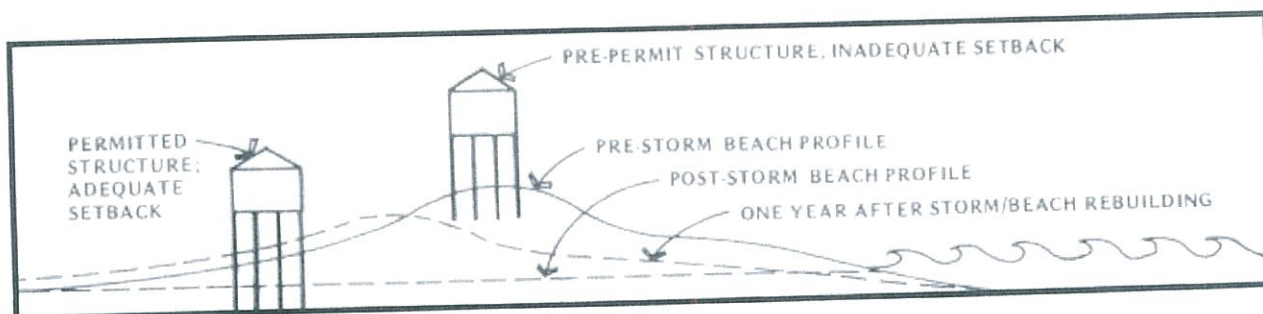 PRE-PERMIT STRUCTURE, INADEQUATE SETBACK
PERMITTED
STRUCTURE;
ADEQUATE
SETBACK
PRE-STORM BEACH PROFILE
POST-STORM BEACH PROFILE
ONE YEAR AFTER STORM/BEACH REBUILDING